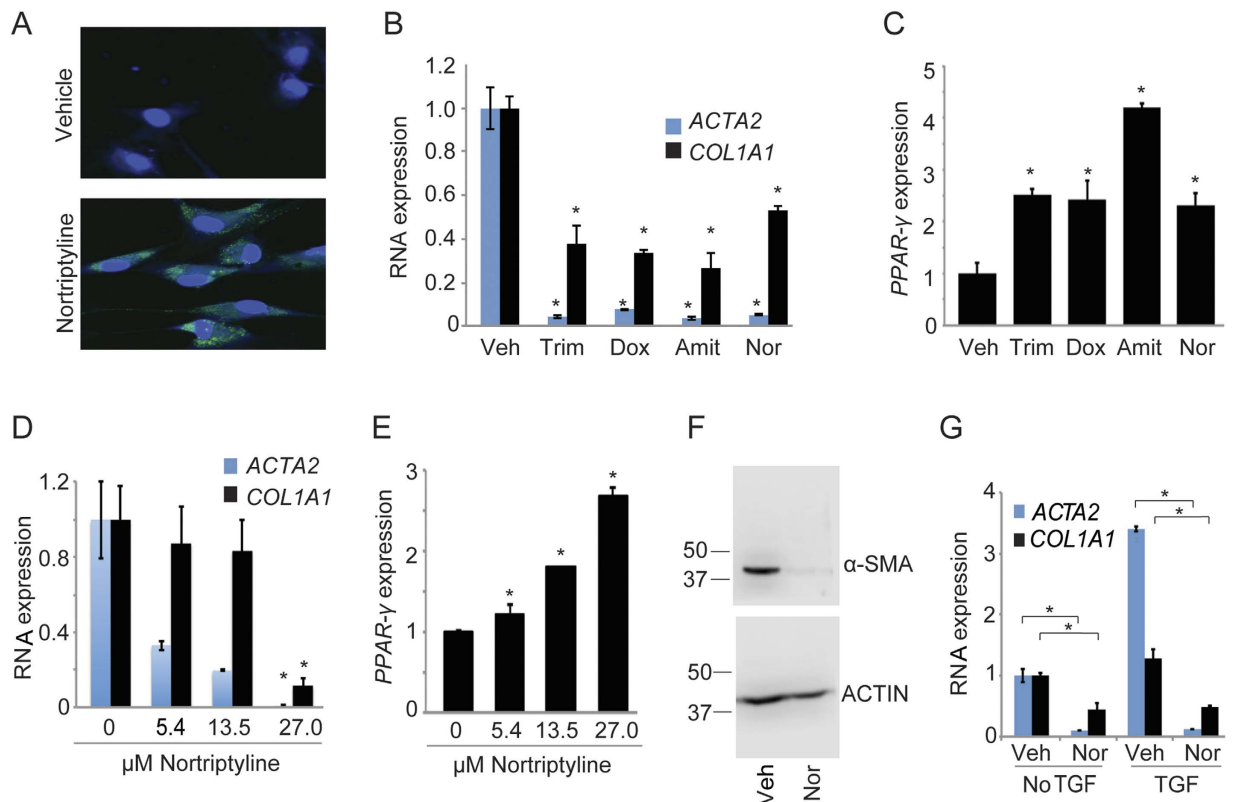 A
Vehicle
Nortriptyline
B
RNA expression
1.2
1.0
0.8
0.6
0.4
0.2
0
ACTA2
COL1A1
* * * * * * * *
Veh Trim Dox Amit Nor
C
PPAR-γ expression
5
4
3
2
1
0
* * * *
Veh Trim Dox Amit Nor
D
RNA expression
1.2
0.8
0.4
0
ACTA2
COL1A1
* *
0 5.4 13.5 27.0
µM Nortriptyline
E
PPAR-γ expression
3
2
1
0
* * *
0 5.4 13.5 27.0
µM Nortriptyline
F
50
37
α-SMA
50
37
ACTIN
Veh Nor
G
RNA expression
4
3
2
1
0
ACTA2
COL1A1
* * * *
Veh Nor Veh Nor
No TGF TGF